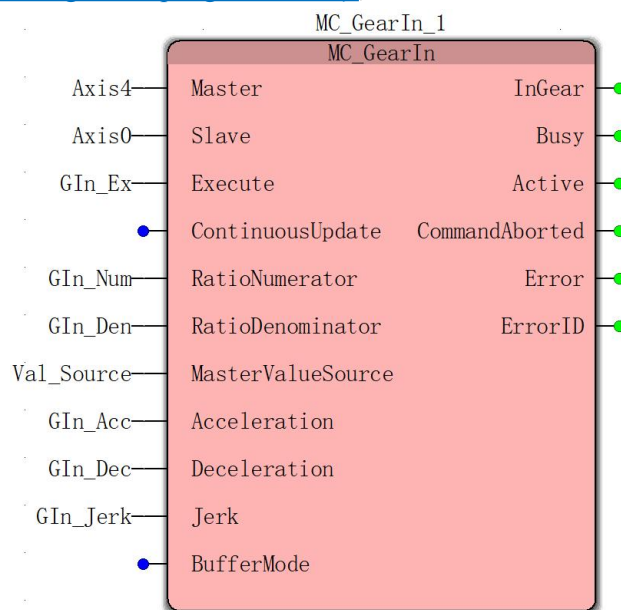 MC_GearIn_1
MC_GearIn
Axis4 Master InGear
Axis0 Slave Busy
GIn_Ex Execute Active
ContinuousUpdate CommandAborted
GIn_Num RatioNumerator Error
GIn_Den RatioDenominator ErrorID
Val_Source MasterValueSource
GIn_Acc Acceleration
GIn_Dec Deceleration
GIn_Jerk Jerk
BufferMode